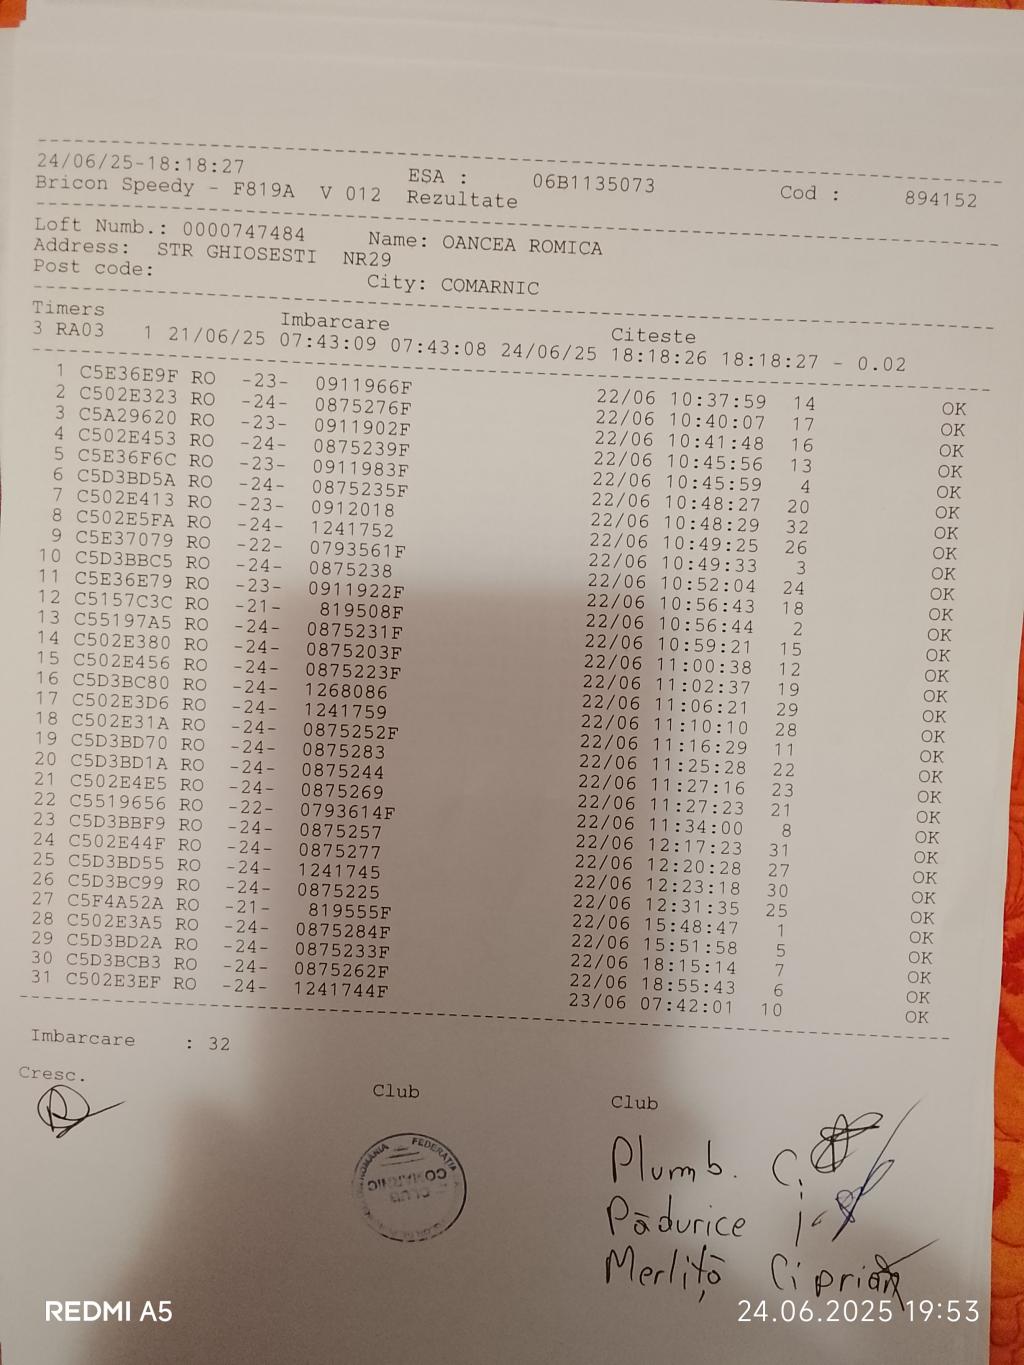 24/06/25-18:18:27 ESA : 06B1135073 Cod : 894152
Bricon Speedy - F819A V 012 Rezultate
Loft Numb.: 0000747484 Name: OANCEA ROMICA
Address: STR GHIOSESTI NR29
Post code: City: COMARNIC
Timers Imbarcare Citeste
3 RA03 1 21/06/25 07:43:09 07:43:08 24/06/25 18:18:26 18:18:27 - 0.02
1 C5E36E9F RO -23- 0911966F 22/06 10:37:59 14 OK
2 C502E323 RO -24- 0875276F 22/06 10:40:07 17 OK
3 C5A29620 RO -23- 0911902F 22/06 10:41:48 16 OK
4 C502E453 RO -24- 0875239F 22/06 10:45:56 13 OK
5 C5E36F6C RO -23- 0911983F 22/06 10:45:59 4 OK
6 C5D3BD5A RO -24- 0875235F 22/06 10:48:27 20 OK
7 C502E413 RO -23- 0912018 22/06 10:48:29 32 OK
8 C502E5FA RO -24- 1241752 22/06 10:49:25 26 OK
9 C5E37079 RO -22- 0793561F 22/06 10:49:33 3 OK
10 C5D3BBC5 RO -24- 0875238 22/06 10:52:04 24 OK
11 C5E36E79 RO -23- 0911922F 22/06 10:56:43 18 OK
12 C5157C3C RO -21- 819508F 22/06 10:56:44 2 OK
13 C55197A5 RO -24- 0875231F 22/06 10:59:21 15 OK
14 C502E380 RO -24- 0875203F 22/06 11:00:38 12 OK
15 C502E456 RO -24- 0875223F 22/06 11:02:37 19 OK
16 C5D3BC80 RO -24- 1268086 22/06 11:06:21 29 OK
17 C502E3D6 RO -24- 1241759 22/06 11:10:10 28 OK
18 C502E31A RO -24- 0875252F 22/06 11:16:29 11 OK
19 C5D3BD70 RO -24- 0875283 22/06 11:25:28 22 OK
20 C5D3BD1A RO -24- 0875244 22/06 11:27:16 23 OK
21 C502E4E5 RO -24- 0875269 22/06 11:27:23 21 OK
22 C5519656 RO -22- 0793614F 22/06 11:34:00 8 OK
23 C5D3BBF9 RO -24- 0875257 22/06 12:17:23 31 OK
24 C502E44F RO -24- 0875277 22/06 12:20:28 27 OK
25 C5D3BD55 RO -24- 1241745 22/06 12:23:18 30 OK
26 C5D3BC99 RO -24- 0875225 22/06 12:31:35 25 OK
27 C5F4A52A RO -21- 819555F 22/06 15:48:47 1 OK
28 C502E3A5 RO -24- 0875284F 22/06 15:51:58 5 OK
29 C5D3BD2A RO -24- 0875233F 22/06 18:15:14 7 OK
30 C5D3BCB3 RO -24- 0875262F 22/06 18:55:43 6 OK
31 C502E3EF RO -24- 1241744F 23/06 07:42:01 10 OK
Imbarcare : 32
Cresc. Club Club
FEDERATIA ROMANIA
CLUB
COMARNIC
Plumb. C.
Pădurice I.
Merliță Ciprian
REDMI A5 24.06.2025 19:53